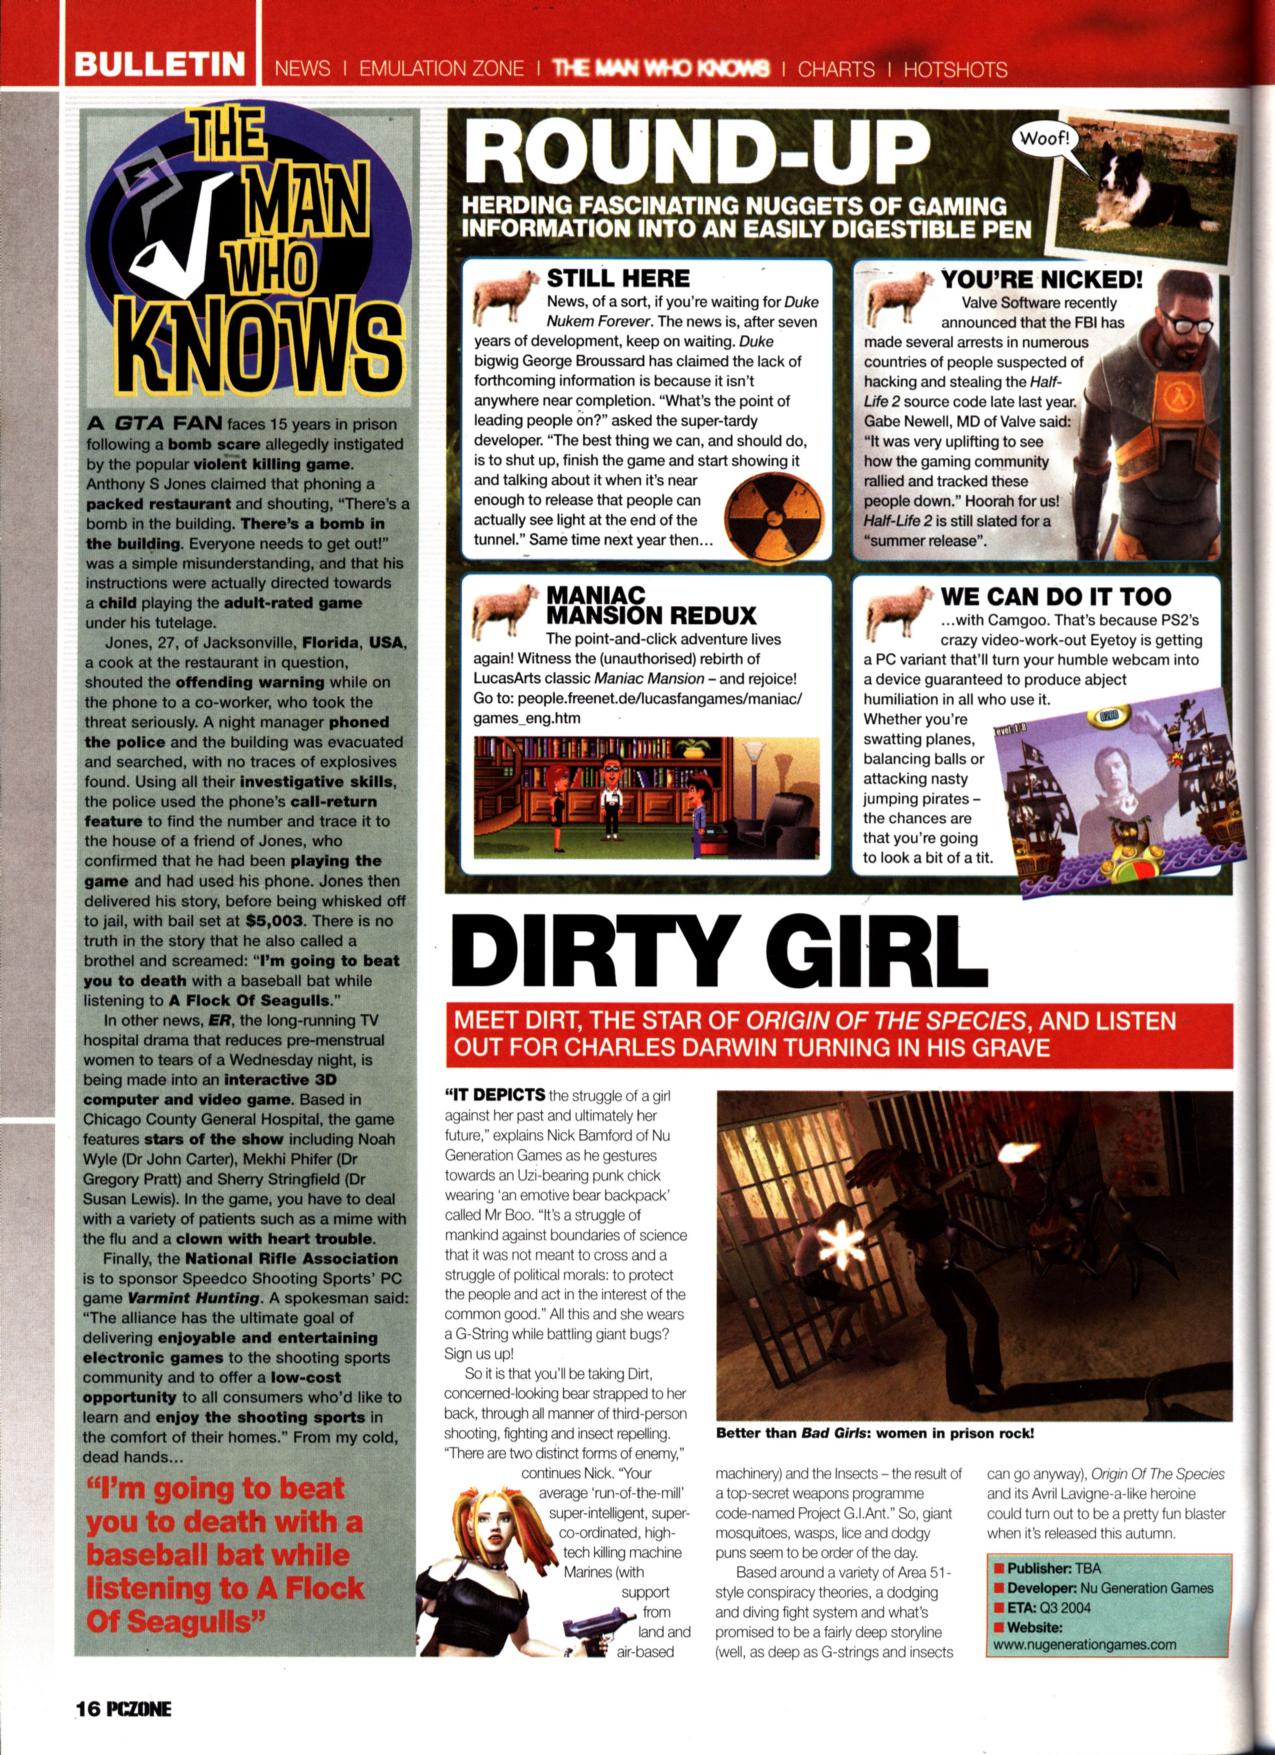 BULLETIN
NEWS | EMULATION ZONE | THE MAN WHO KNOWS | CHARTS | HOTSHOTS
THE
MAN
WHO
KNOWS
A GTA FAN faces 15 years in prison
following a bomb scare allegedly instigated
by the popular violent killing game.
Anthony S Jones claimed that phoning a
packed restaurant and shouting, “There's a
bomb in the building. There's a bomb in
the building. Everyone needs to get out!”
was a simple misunderstanding, and that his
instructions were actually directed towards
a child playing the adult-rated game
under his tutelage.
Jones, 27, of Jacksonville, Florida, USA,
a cook at the restaurant in question,
shouted the offending warning while on
the phone to a co-worker, who took the
threat seriously. A night manager phoned
the police and the building was evacuated
and searched, with no traces of explosives
found. Using all their investigative skills,
the police used the phone's call-return
feature to find the number and trace it to
the house of a friend of Jones, who
confirmed that he had been playing the
game and had used his phone. Jones then
delivered his story, before being whisked off
to jail, with bail set at $5,003. There is no
truth in the story that he also called a
brothel and screamed: “I'm going to beat
you to death with a baseball bat while
listening to A Flock Of Seagulls.”
In other news, ER, the long-running TV
hospital drama that reduces pre-menstrual
women to tears of a Wednesday night, is
being made into an interactive 3D
computer and video game. Based in
Chicago County General Hospital, the game
features stars of the show including Noah
Wyle (Dr John Carter), Mekhi Phifer (Dr
Gregory Pratt) and Sherry Stringfield (Dr
Susan Lewis). In the game, you have to deal
with a variety of patients such as a mime with
the flu and a clown with heart trouble.
Finally, the National Rifle Association
is to sponsor Speedco Shooting Sports' PC
game Varmint Hunting. A spokesman said:
“The alliance has the ultimate goal of
delivering enjoyable and entertaining
electronic games to the shooting sports
community and to offer a low-cost
opportunity to all consumers who'd like to
learn and enjoy the shooting sports in
the comfort of their homes.” From my cold,
dead hands...
“I'm going to beat
you to death with a
baseball bat while
listening to A Flock
Of Seagulls”
ROUND-UP
HERDING FASCINATING NUGGETS OF GAMING
INFORMATION INTO AN EASILY DIGESTIBLE PEN
Woof!
STILL HERE
News, of a sort, if you're waiting for Duke
Nukem Forever. The news is, after seven
years of development, keep on waiting. Duke
bigwig George Broussard has claimed the lack of
forthcoming information is because it isn't
anywhere near completion. “What's the point of
leading people on?” asked the super-tardy
developer. “The best thing we can, and should do,
is to shut up, finish the game and start showing it
and talking about it when it's near
enough to release that people can
actually see light at the end of the
tunnel.” Same time next year then...
YOU'RE NICKED!
Valve Software recently
announced that the FBI has
made several arrests in numerous
countries of people suspected of
hacking and stealing the Half-
Life 2 source code late last year.
Gabe Newell, MD of Valve said:
“It was very uplifting to see
how the gaming community
rallied and tracked these
people down.” Hoorah for us!
Half-Life 2 is still slated for a
“summer release”.
MANIAC
MANSION REDUX
The point-and-click adventure lives
again! Witness the (unauthorised) rebirth of
LucasArts classic Maniac Mansion – and rejoice!
Go to: people.freenet.de/lucasfangames/maniac/
games_eng.htm
WE CAN DO IT TOO
...with Camgoo. That's because PS2's
crazy video-work-out Eyetoy is getting
a PC variant that'll turn your humble webcam into
a device guaranteed to produce abject
humiliation in all who use it.
Whether you're
swatting planes,
balancing balls or
attacking nasty
jumping pirates –
the chances are
that you're going
to look a bit of a tit.
DIRTY GIRL
MEET DIRT, THE STAR OF ORIGIN OF THE SPECIES, AND LISTEN
OUT FOR CHARLES DARWIN TURNING IN HIS GRAVE
“IT DEPICTS the struggle of a girl
against her past and ultimately her
future,” explains Nick Bamford of Nu
Generation Games as he gestures
towards an Uzi-bearing punk chick
wearing 'an emotive bear backpack'
called Mr Boo. “It's a struggle of
mankind against boundaries of science
that it was not meant to cross and a
struggle of political morals: to protect
the people and act in the interest of the
common good.” All this and she wears
a G-String while battling giant bugs?
Sign us up!
So it is that you'll be taking Dirt,
concerned-looking bear strapped to her
back, through all manner of third-person
shooting, fighting and insect repelling.
“There are two distinct forms of enemy,”
continues Nick. “Your
average 'run-of-the-mill'
super-intelligent, super-
co-ordinated, high-
tech killing machine
Marines (with
support
from
land and
air-based
Better than Bad Girls: women in prison rock!
machinery) and the Insects – the result of
a top-secret weapons programme
code-named Project G.I.Ant.” So, giant
mosquitoes, wasps, lice and dodgy
puns seem to be order of the day.
Based around a variety of Area 51-
style conspiracy theories, a dodging
and diving fight system and what's
promised to be a fairly deep storyline
(well, as deep as G-strings and insects
can go anyway), Origin Of The Species
and its Avril Lavigne-a-like heroine
could turn out to be a pretty fun blaster
when it's released this autumn.
Publisher: TBA
Developer: Nu Generation Games
ETA: Q3 2004
Website:
www.nugenerationgames.com
16 PCZONE